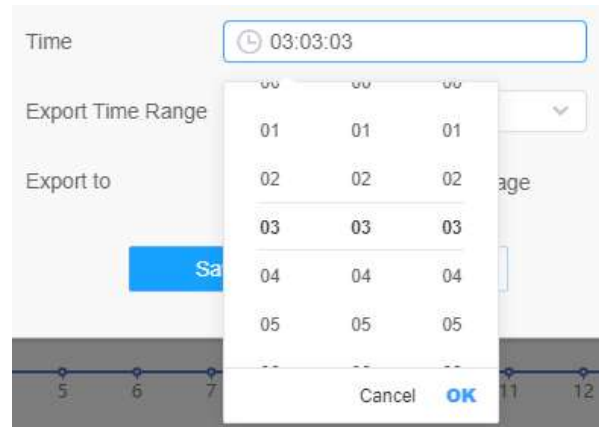 Time
03:03:03
Export Time Range
01 01 01
02 02 02
Export to
age
03 03 03
Sa
04 04 04
05 05 05
Cancel OK
5 6 7 11 12